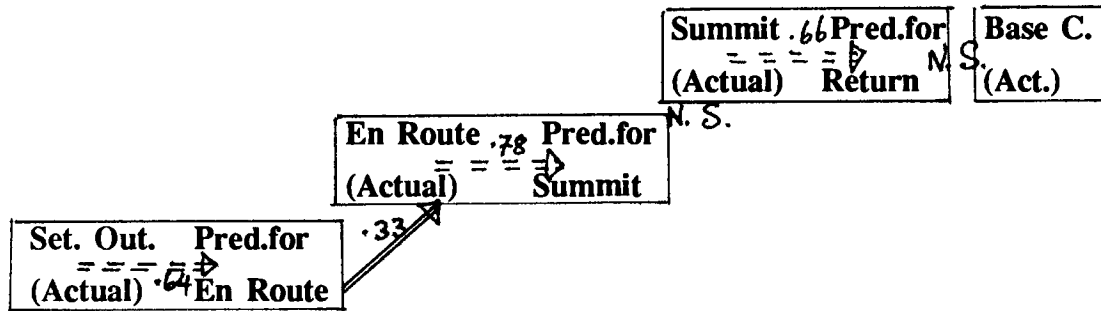 Summit .66 Pred.for
(Actual) Return
N.S.
Base C.
(Act.)
N.S.
En Route .78 Pred.for
(Actual) Summit
.33
Set. Out. Pred.for
(Actual) .64 En Route